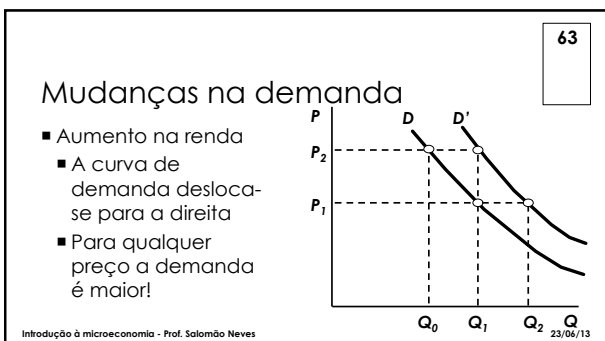 63
Mudanças na demanda
▪ Aumento na renda
▪ A curva de
demanda desloca-
se para a direita
▪ Para qualquer
preço a demanda
é maior!
P
D
D’
P2
P1
Q0
Q1
Q2
Q
Introdução à microeconomia - Prof. Salomão Neves
23/06/13